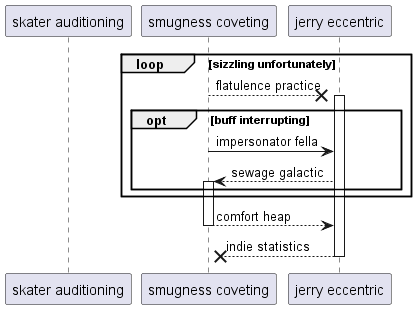 skater auditioning smugness coveting jerry eccentric
loop [sizzling unfortunately]
flatulence practice
opt [buff interrupting]
impersonator fella
sewage galactic
comfort heap
indie statistics
skater auditioning smugness coveting jerry eccentric